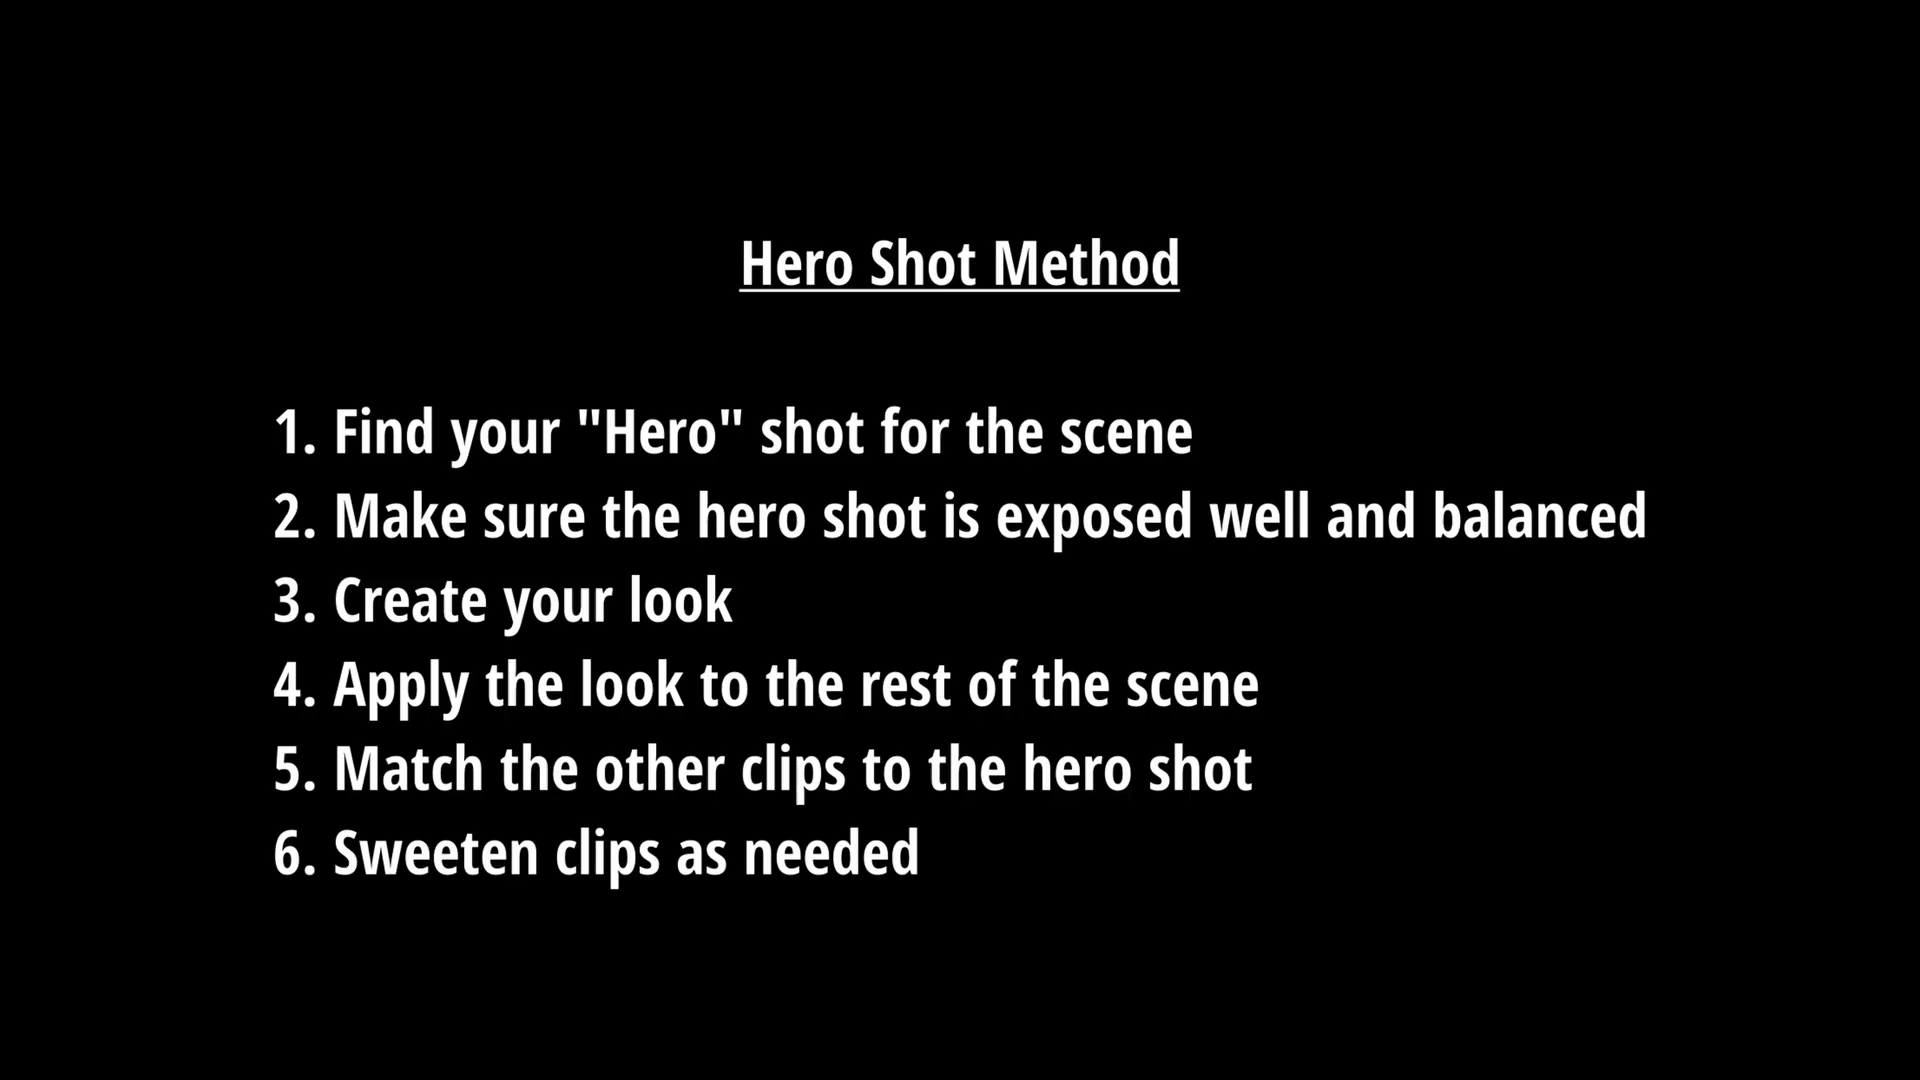 Hero Shot Method
1. Find your "Hero" shot for the scene
2. Make sure the hero shot is exposed well and balanced
3. Create your look
4. Apply the look to the rest of the scene
5. Match the other clips to the hero shot
6. Sweeten clips as needed